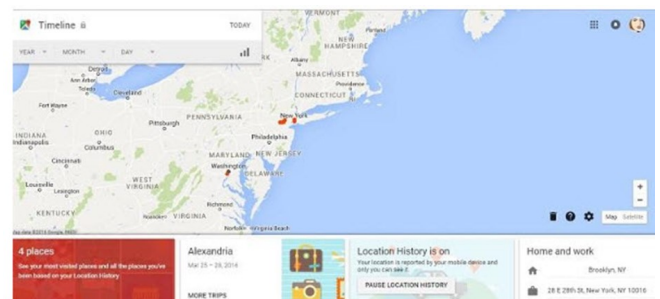 Timeline
TODAY
YEAR
MONTH
DAY
VERMONT
Portland
NEW
HAMPSHIRE
Albany
MASSACHUSETTS
Providence
CONNECTICUT
Detroit
Ann Arbor
Toledo
Cleveland
Fort Wayne
New York
PENNSYLVANIA
Pittsburgh
Philadelphia
OHIO
INDIANA
Indianapolis
Columbus
MARYLAND
NEW JERSEY
Cincinnati
Washington
DELAWARE
WEST
VIRGINIA
Louisville
Lexington
Richmond
KENTUCKY
VIRGINIA
Norfolk
Virginia Beach
Map
Satellite
4 places
See your most visited places and all the places you've
been based on your Location History
Alexandria
Mar 25 – 28, 2016
MORE TRIPS
Location History is on
Your location is reported by your mobile device and
only you can see it.
PAUSE LOCATION HISTORY
Home and work
Brooklyn, NY
28 E 28th St, New York, NY 10016